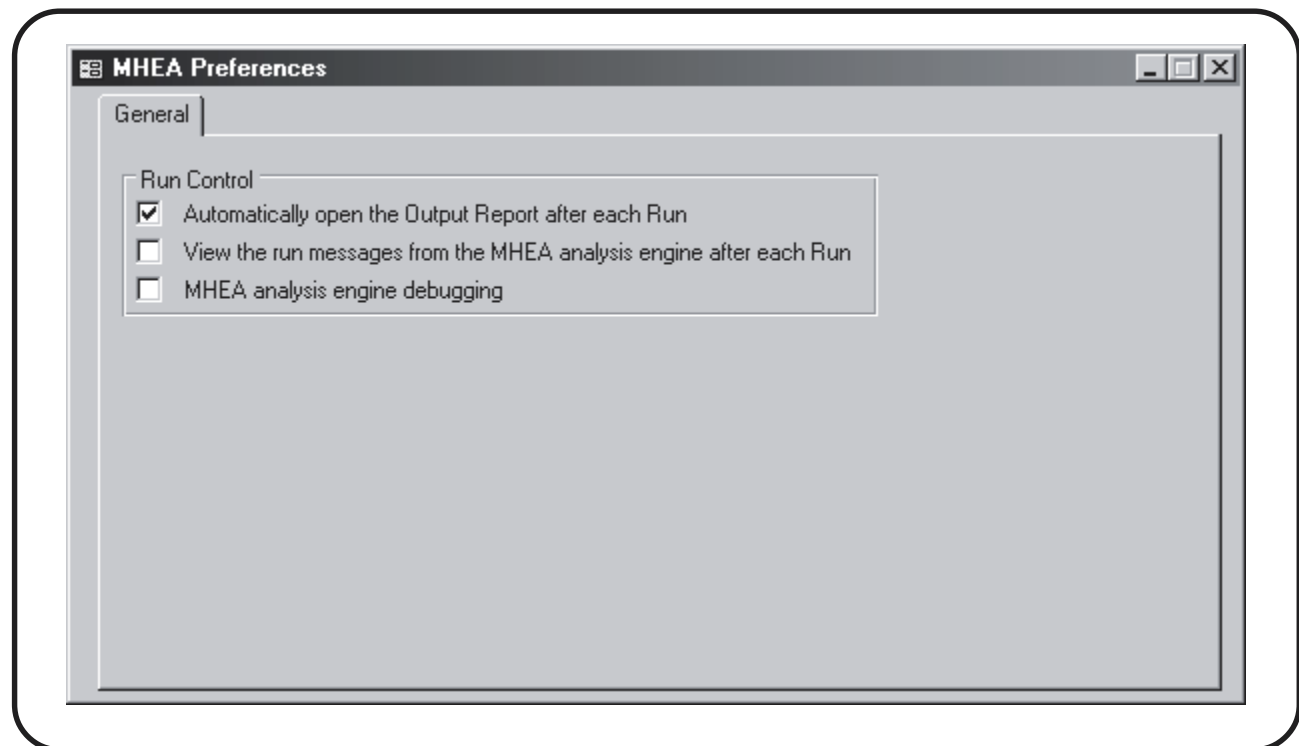 MHEA Preferences
General
Run Control
Automatically open the Output Report after each Run
View the run messages from the MHEA analysis engine after each Run
MHEA analysis engine debugging